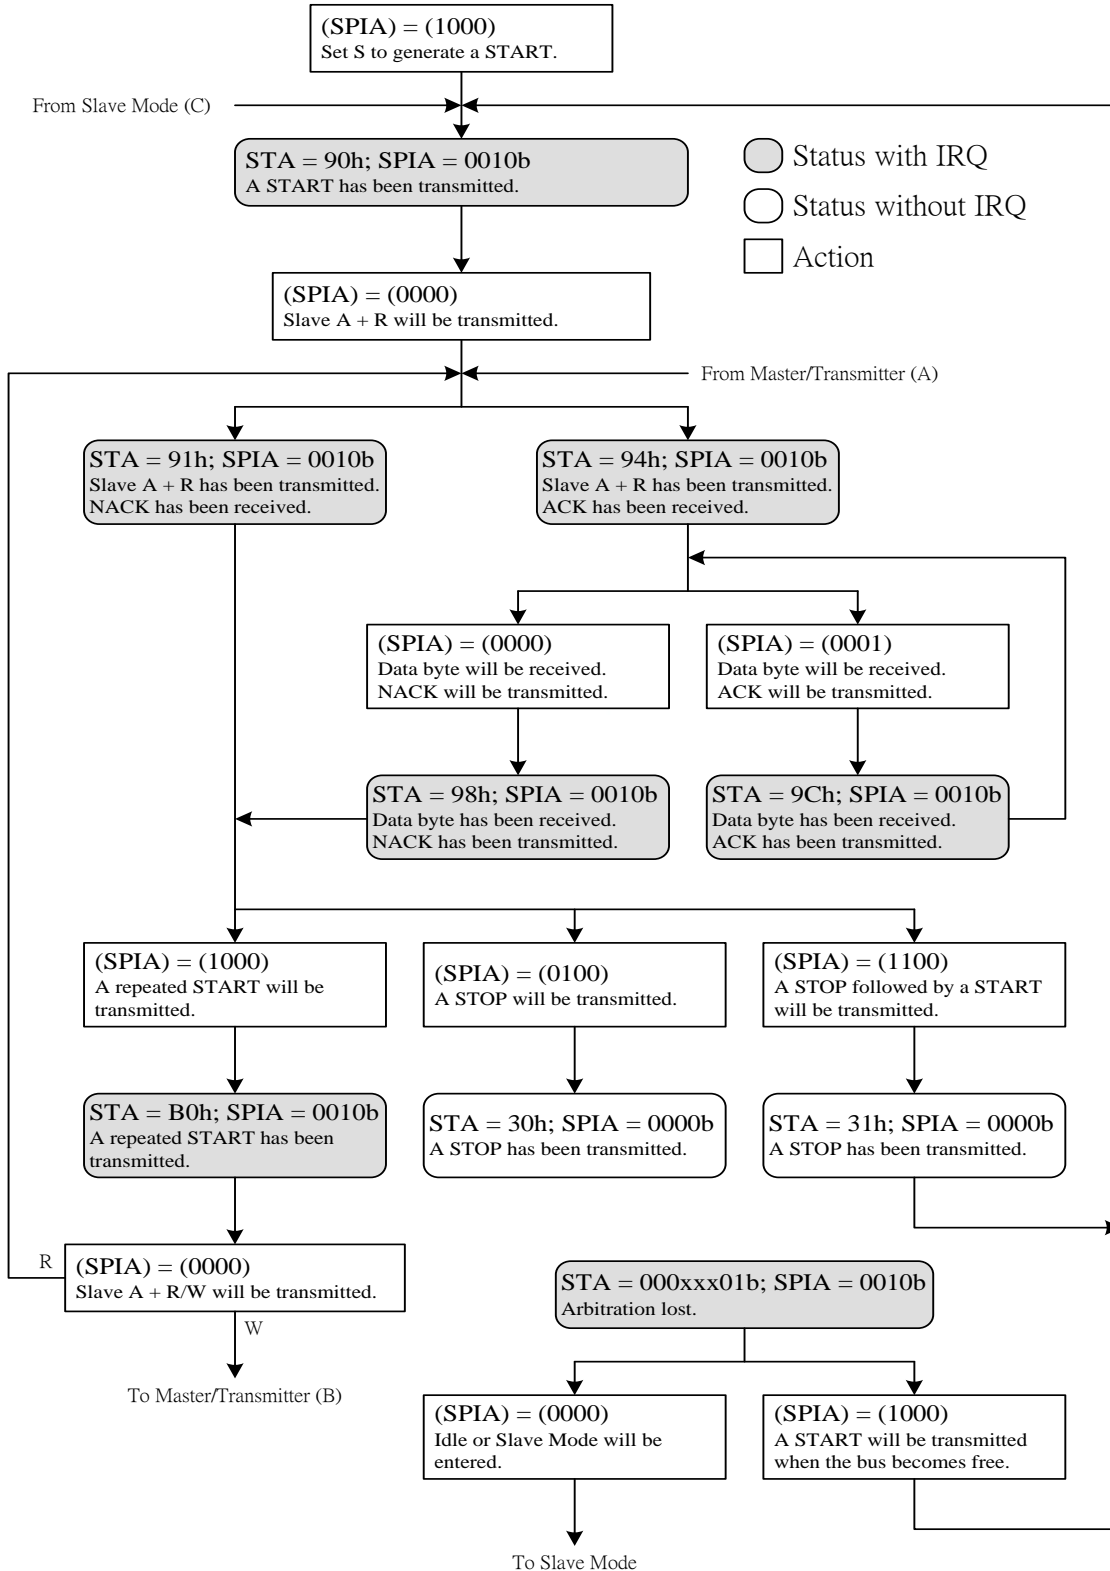 (SPIA) = (1000)
Set S to generate a START.
From Slave Mode (C)
STA = 90h; SPIA = 0010b
A START has been transmitted.
Status with IRQ
Status without IRQ
Action
(SPIA) = (0000)
Slave A + R will be transmitted.
From Master/Transmitter (A)
STA = 91h; SPIA = 0010b
Slave A + R has been transmitted.
NACK has been received.
STA = 94h; SPIA = 0010b
Slave A + R has been transmitted.
ACK has been received.
(SPIA) = (0000)
Data byte will be received.
NACK will be transmitted.
(SPIA) = (0001)
Data byte will be received.
ACK will be transmitted.
STA = 98h; SPIA = 0010b
Data byte has been received.
NACK has been transmitted.
STA = 9Ch; SPIA = 0010b
Data byte has been received.
ACK has been transmitted.
(SPIA) = (1000)
A repeated START will be
transmitted.
(SPIA) = (0100)
A STOP will be transmitted.
(SPIA) = (1100)
A STOP followed by a START
will be transmitted.
STA = B0h; SPIA = 0010b
A repeated START has been
transmitted.
STA = 30h; SPIA = 0000b
A STOP has been transmitted.
STA = 31h; SPIA = 0000b
A STOP has been transmitted.
R
(SPIA) = (0000)
Slave A + R/W will be transmitted.
W
To Master/Transmitter (B)
STA = 000xxx01b; SPIA = 0010b
Arbitration lost.
(SPIA) = (0000)
Idle or Slave Mode will be
entered.
(SPIA) = (1000)
A START will be transmitted
when the bus becomes free.
To Slave Mode